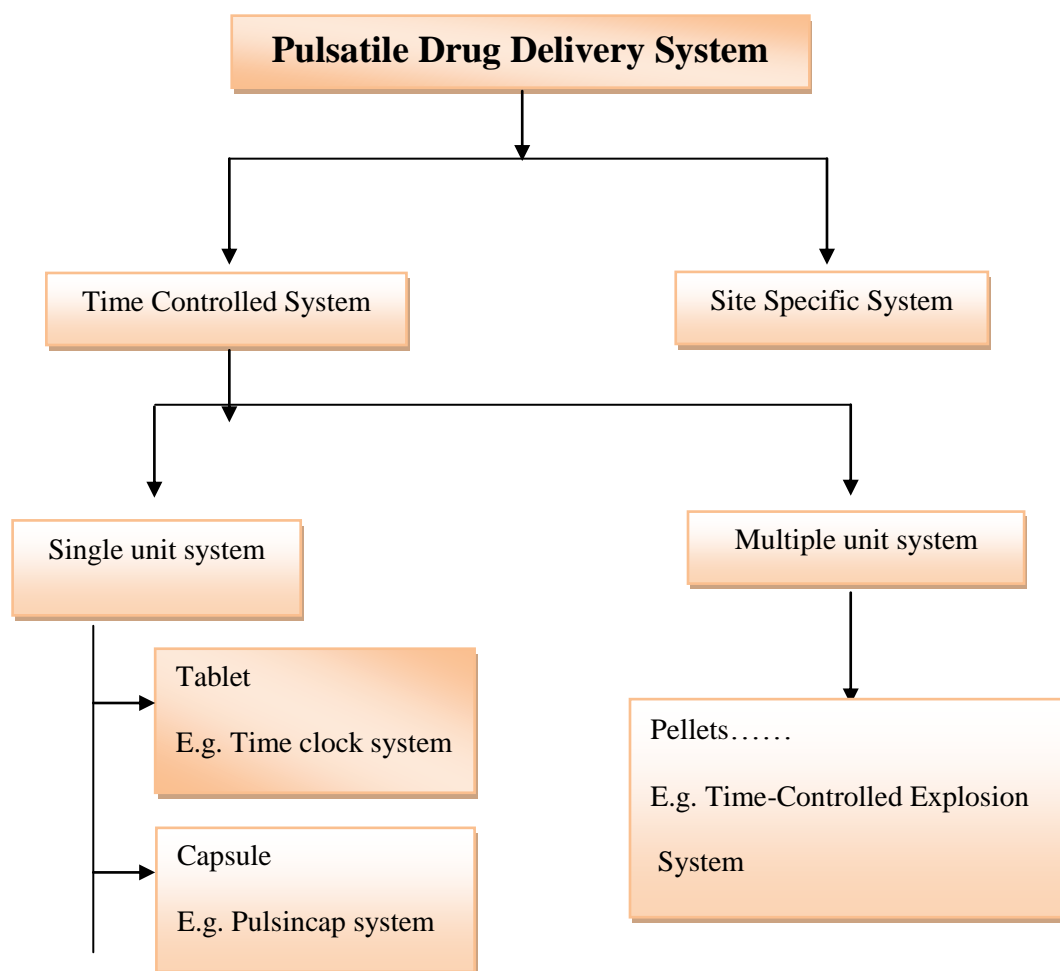 Pulsatile Drug Delivery System
Time Controlled System
Site Specific System
Single unit system
Multiple unit system
Tablet
E.g. Time clock system
Capsule
E.g. Pulsincap system
Pellets……
E.g. Time-Controlled Explosion
System